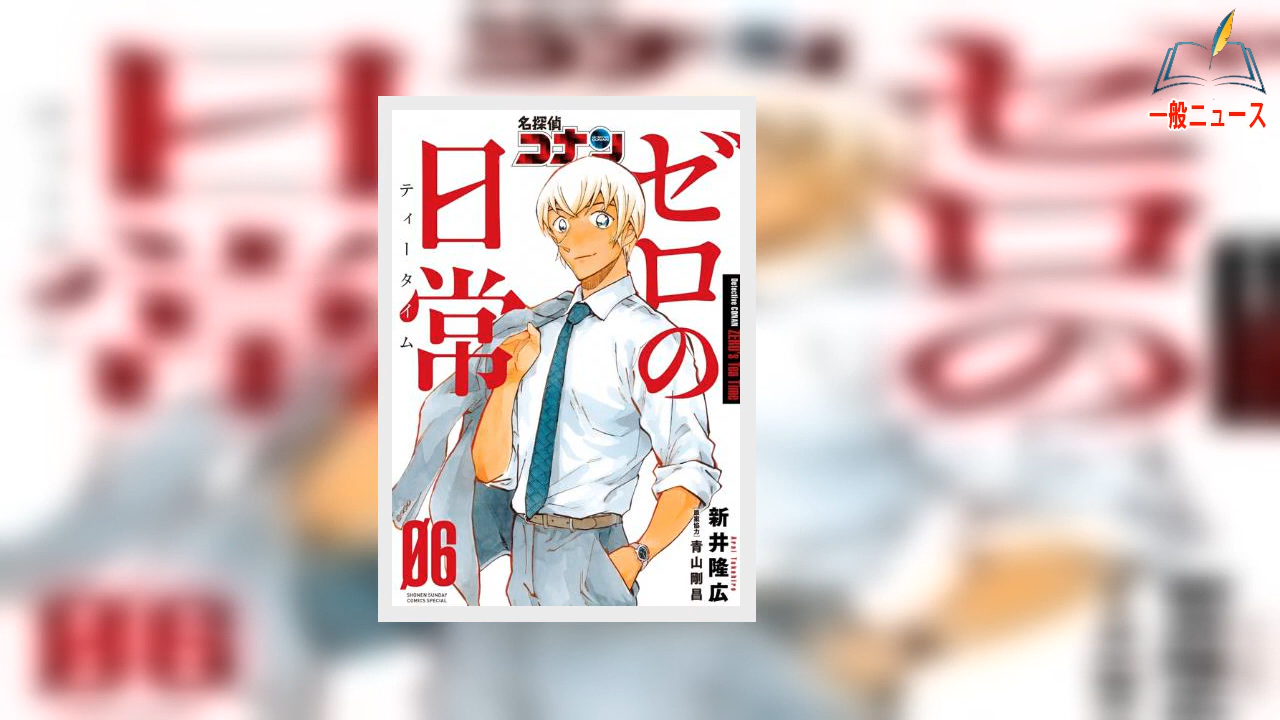 一般ニュース
名探偵
コナン
ゼロの
日常
ティータイム
Detective CONAN ZERO's Tea Time
新井隆広
Arai Takahiro
原案協力
青山剛昌
06
SHONEN SUNDAY
COMICS SPECIAL